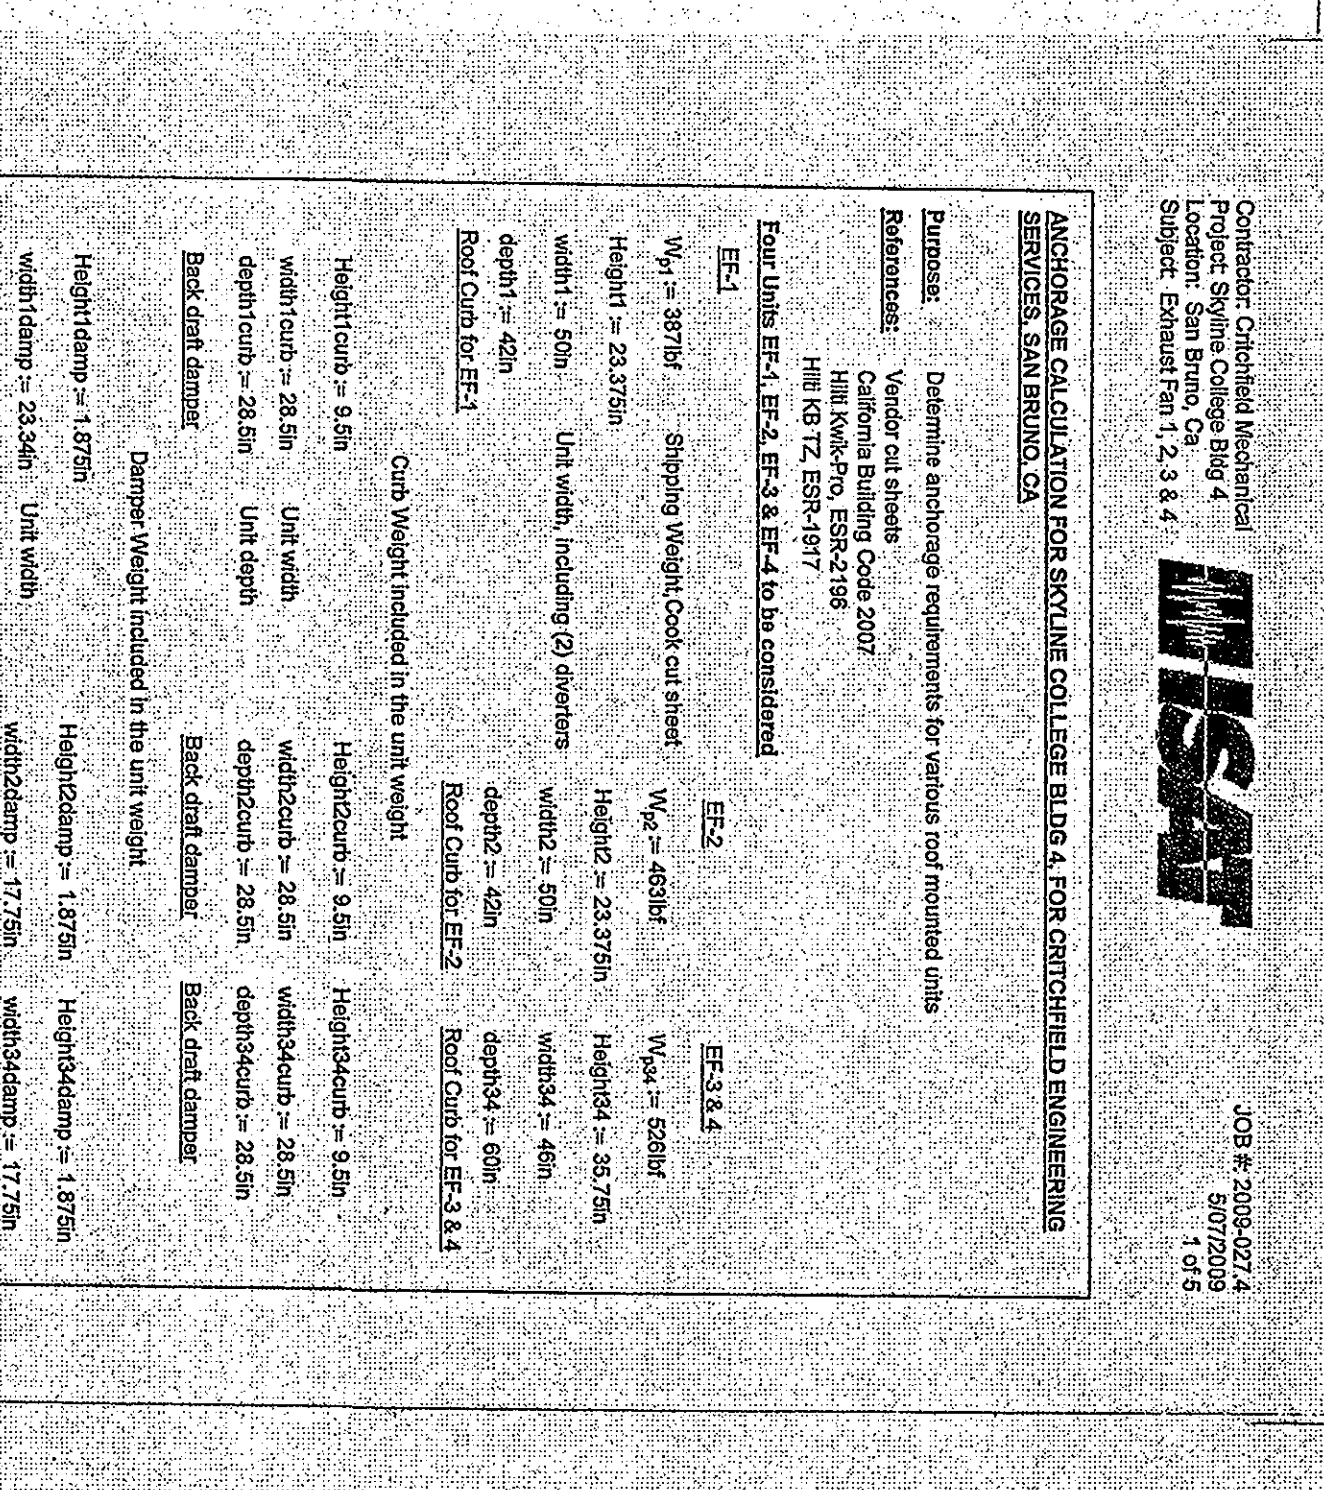 Contractor: Critchfield Mechanical
Project: Skyline College Bldg 4
Location: San Bruno, Ca
Subject: Exhaust Fan 1, 2, 3 & 4
ISAT
JOB #: 2009-027.4
5/07/2009
1 of 5
ANCHORAGE CALCULATION FOR SKYLINE COLLEGE BLDG 4, FOR CRITCHFIELD ENGINEERING
SERVICES, SAN BRUNO, CA
Purpose: Determine anchorage requirements for various roof mounted units
References: Vendor cut sheets
California Building Code 2007
Hilti Kwik-Pro, ESR-2196
Hilti KB TZ, ESR-1917
Four Units EF-1, EF-2, EF-3 & EF-4 to be considered
EF-1 EF-2 EF-3 & 4
Wp1 := 387lbf Shipping Weight, Cook cut sheet Wp2 := 463lbf Wp34 := 526lbf
Height1 := 23.375in Height2 := 23.375in Height34 := 35.75in
width1 := 50in Unit width, including (2) diverters width2 := 50in width34 := 46in
depth1 := 42in depth2 := 42in depth34 := 60in
Roof Curb for EF-1 Roof Curb for EF-2 Roof Curb for EF-3 & 4
Curb Weight included in the unit weight
Height1curb := 9.5in Height2curb := 9.5in Height34curb := 9.5in
width1curb := 28.5in Unit width width2curb := 28.5in width34curb := 28.5in
depth1curb := 28.5in Unit depth depth2curb := 28.5in depth34curb := 28.5in
Back draft damper Back draft damper Back draft damper
Damper Weight included in the unit weight
Height1damp := 1.875in Height2damp := 1.875in Height34damp := 1.875in
width1damp := 23.34in Unit width width2damp := 17.75in width34damp := 17.75in